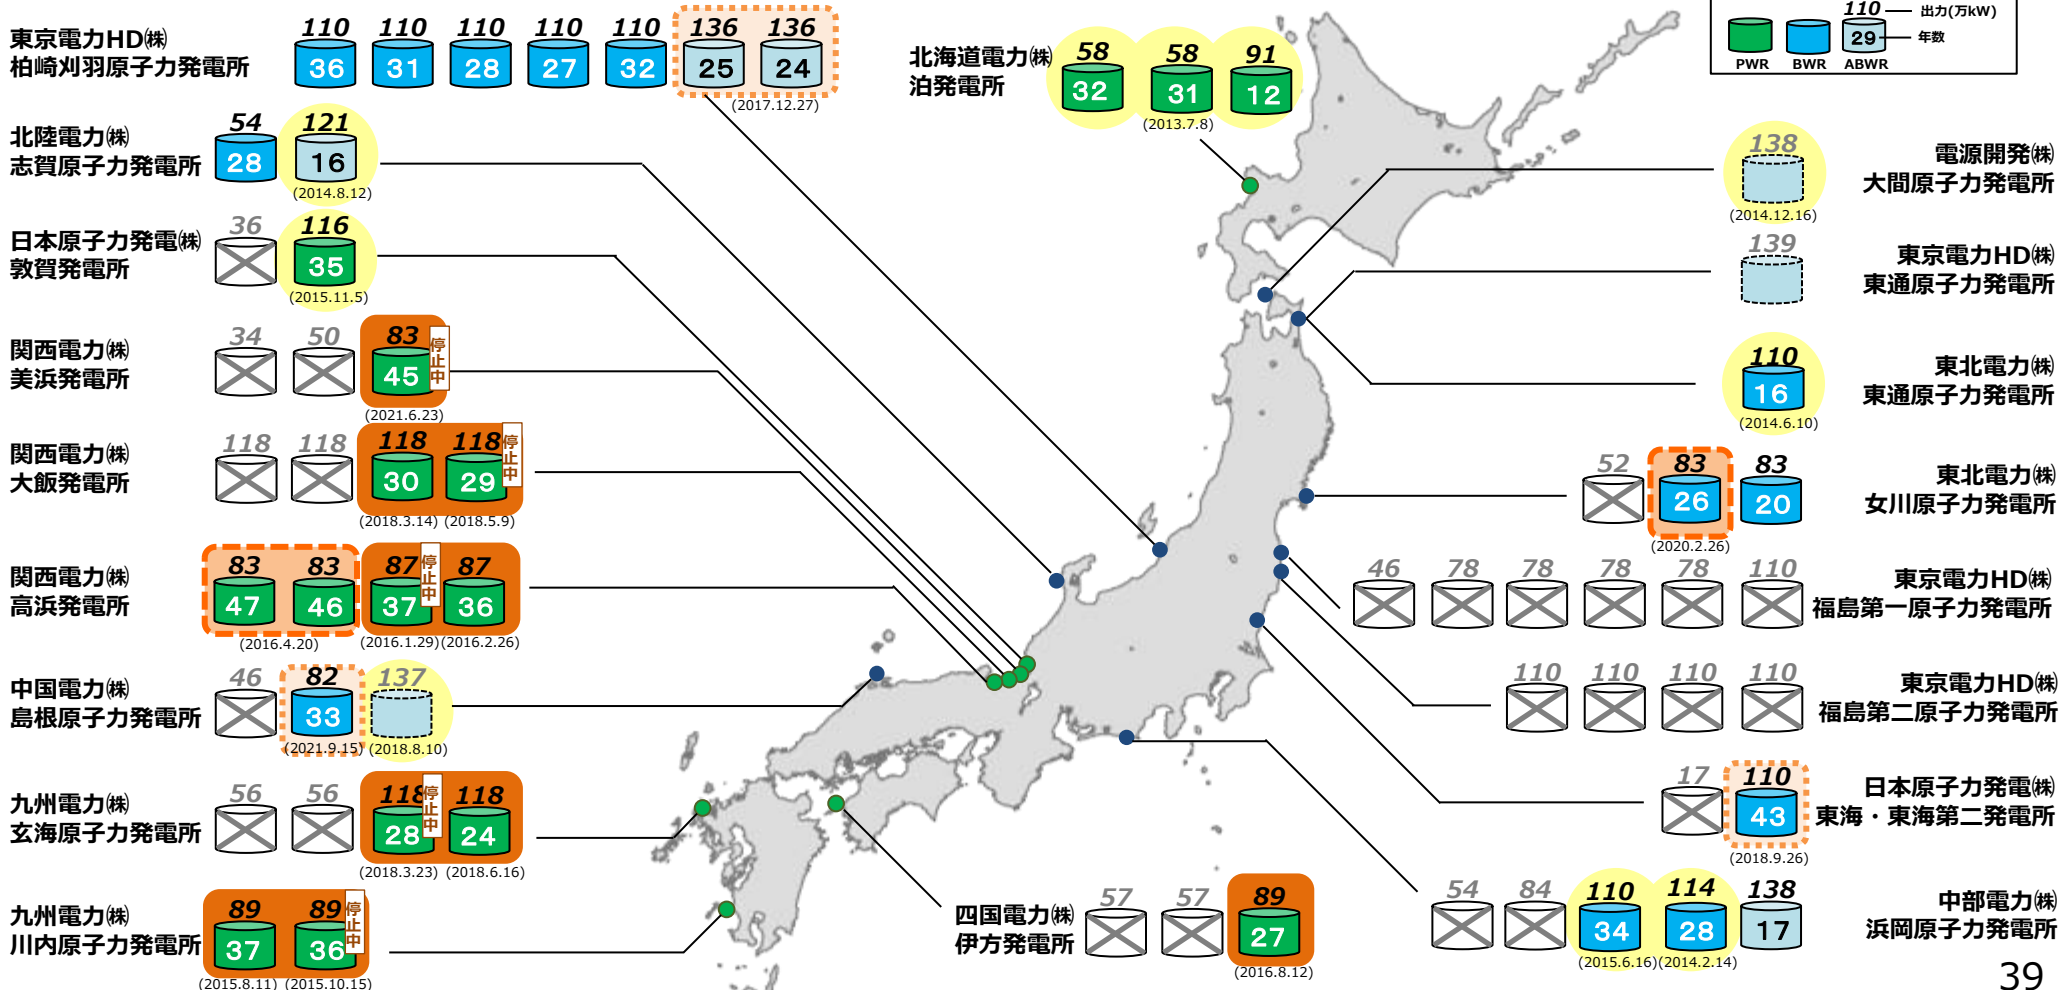 110 110 110 110 110 136 136
東京電力HD㈱
柏崎刈羽原子力発電所
36 31 28 27 32 25 24
(2017.12.27)
54 121
北陸電力㈱
志賀原子力発電所
28 16
(2014.8.12)
36 116
日本原子力発電㈱
敦賀発電所
35
(2015.11.5)
34 50 83
関西電力㈱
美浜発電所
45
停止中
(2021.6.23)
118 118 118 118
関西電力㈱
大飯発電所
30 29
停止中
(2018.3.14) (2018.5.9)
83 83 87 87
関西電力㈱
高浜発電所
47 46 37 36
停止中
(2016.4.20) (2016.1.29) (2016.2.26)
46 82 137
中国電力㈱
島根原子力発電所
33
(2021.9.15) (2018.8.10)
56 56 118 118
九州電力㈱
玄海原子力発電所
28 24
停止中
(2018.3.23) (2018.6.16)
89 89
九州電力㈱
川内原子力発電所
37 36
停止中
(2015.8.11) (2015.10.15)
58 58 91
北海道電力㈱
泊発電所
32 31 12
(2013.7.8)
110 出力(万kW)
29 年数
PWR BWR ABWR
138
電源開発㈱
大間原子力発電所
(2014.12.16)
139
東京電力HD㈱
東通原子力発電所
110
東北電力㈱
東通原子力発電所
16
(2014.6.10)
52 83 83
東北電力㈱
女川原子力発電所
26 20
(2020.2.26)
46 78 78 78 78 110
東京電力HD㈱
福島第一原子力発電所
110 110 110 110
東京電力HD㈱
福島第二原子力発電所
17 110
日本原子力発電㈱
東海・東海第二発電所
43
(2018.9.26)
54 84 110 114 138
中部電力㈱
浜岡原子力発電所
34 28 17
(2015.6.16) (2014.2.14)
57 57 89
四国電力㈱
伊方発電所
27
(2016.8.12)
39